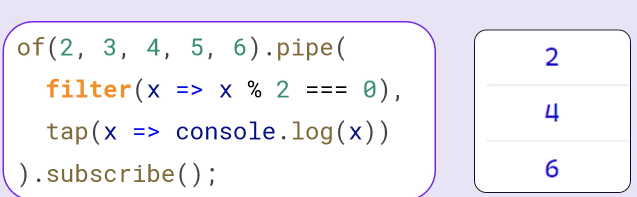 of(2, 3, 4, 5, 6).pipe(
  filter(x => x % 2 === 0),
  tap(x => console.log(x))
).subscribe();
2
4
6